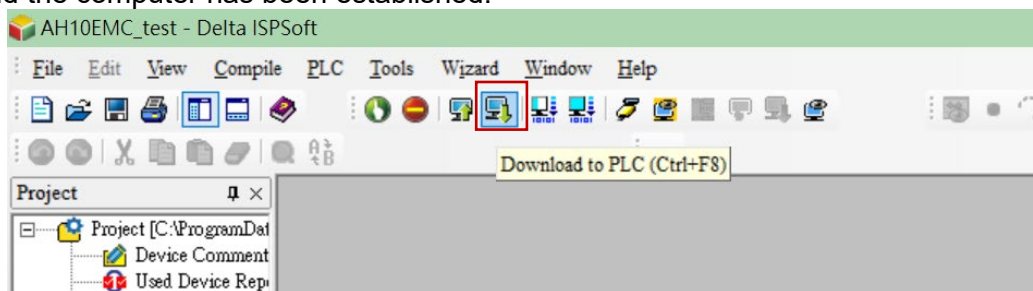 d the computer has been established.
AH10EMC_test - Delta ISPSoft
File Edit View Compile PLC Tools Wizard Window Help
Download to PLC (Ctrl+F8)
Project
Project [C:\ProgramDat
Device Comment
Used Device Rep